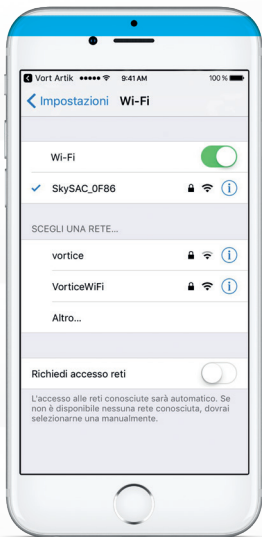 Vort Artik 9:41 AM 100 %
Impostazioni Wi-Fi
Wi-Fi
SkySAC_0F86
SCEGLI UNA RETE...
vortice
VorticeWiFi
Altro...
Richiedi accesso reti
L'accesso alle reti conosciute sarà automatico. Se
non è disponibile nessuna rete conosciuta, dovrai
selezionarne una manualmente.